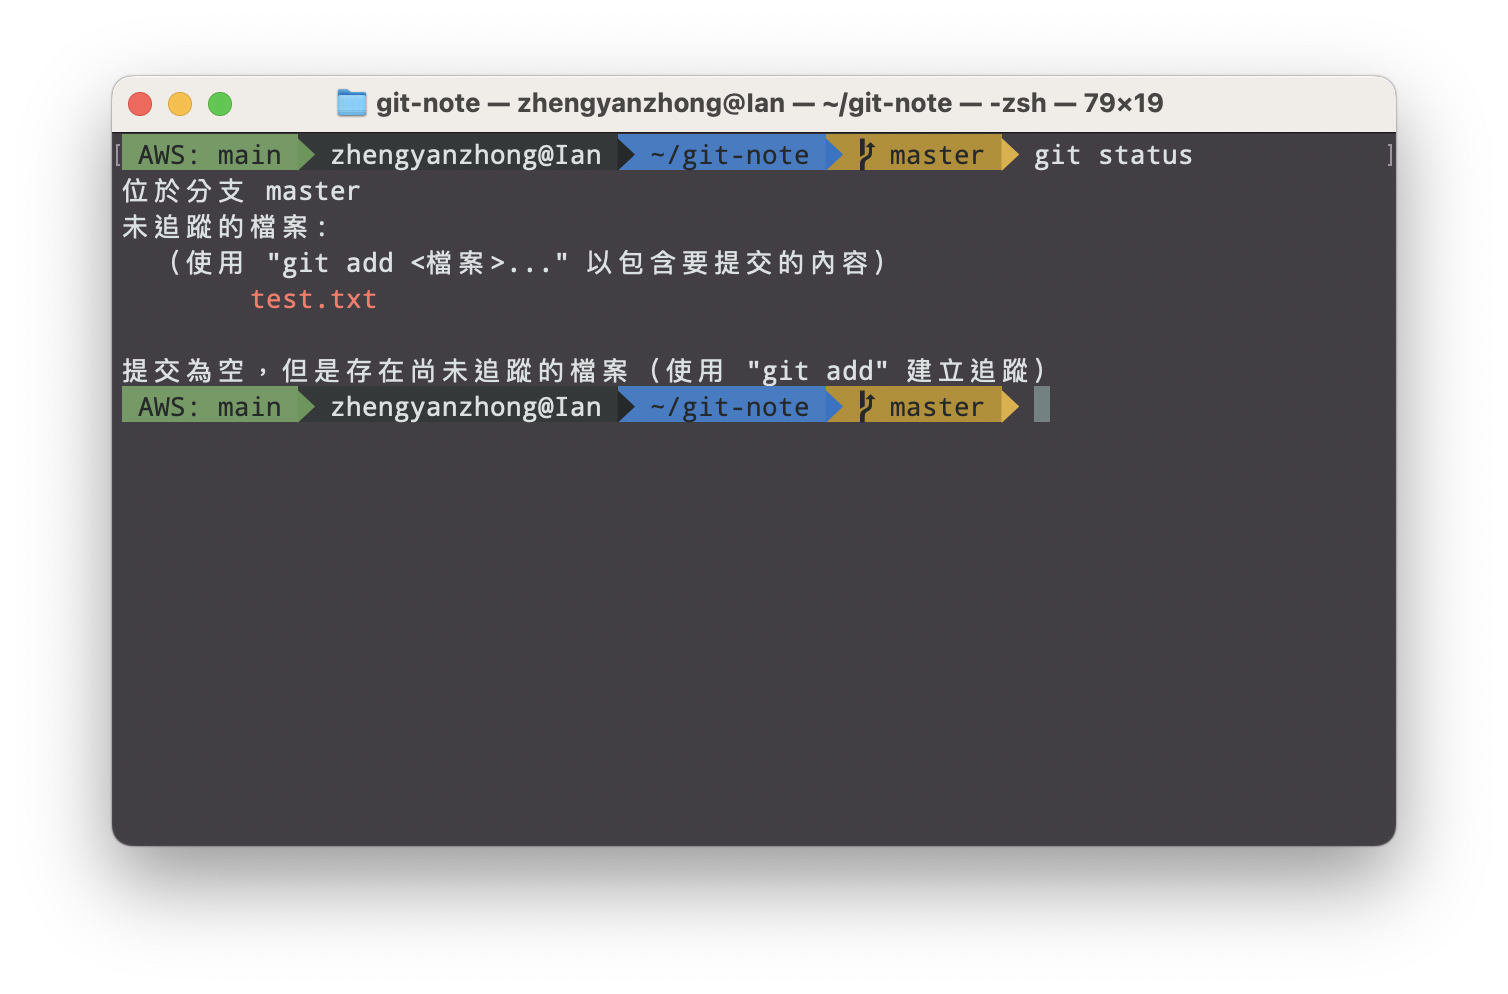 git-note — zhengyanzhong@Ian — ~/git-note — -zsh — 79×19
[ AWS: main zhengyanzhong@Ian ~/git-note master git status ]
位於分支 master
未追蹤的檔案:
(使用 "git add <檔案>..." 以包含要提交的內容)
test.txt
提交為空，但是存在尚未追蹤的檔案 (使用 "git add" 建立追蹤)
AWS: main zhengyanzhong@Ian ~/git-note master